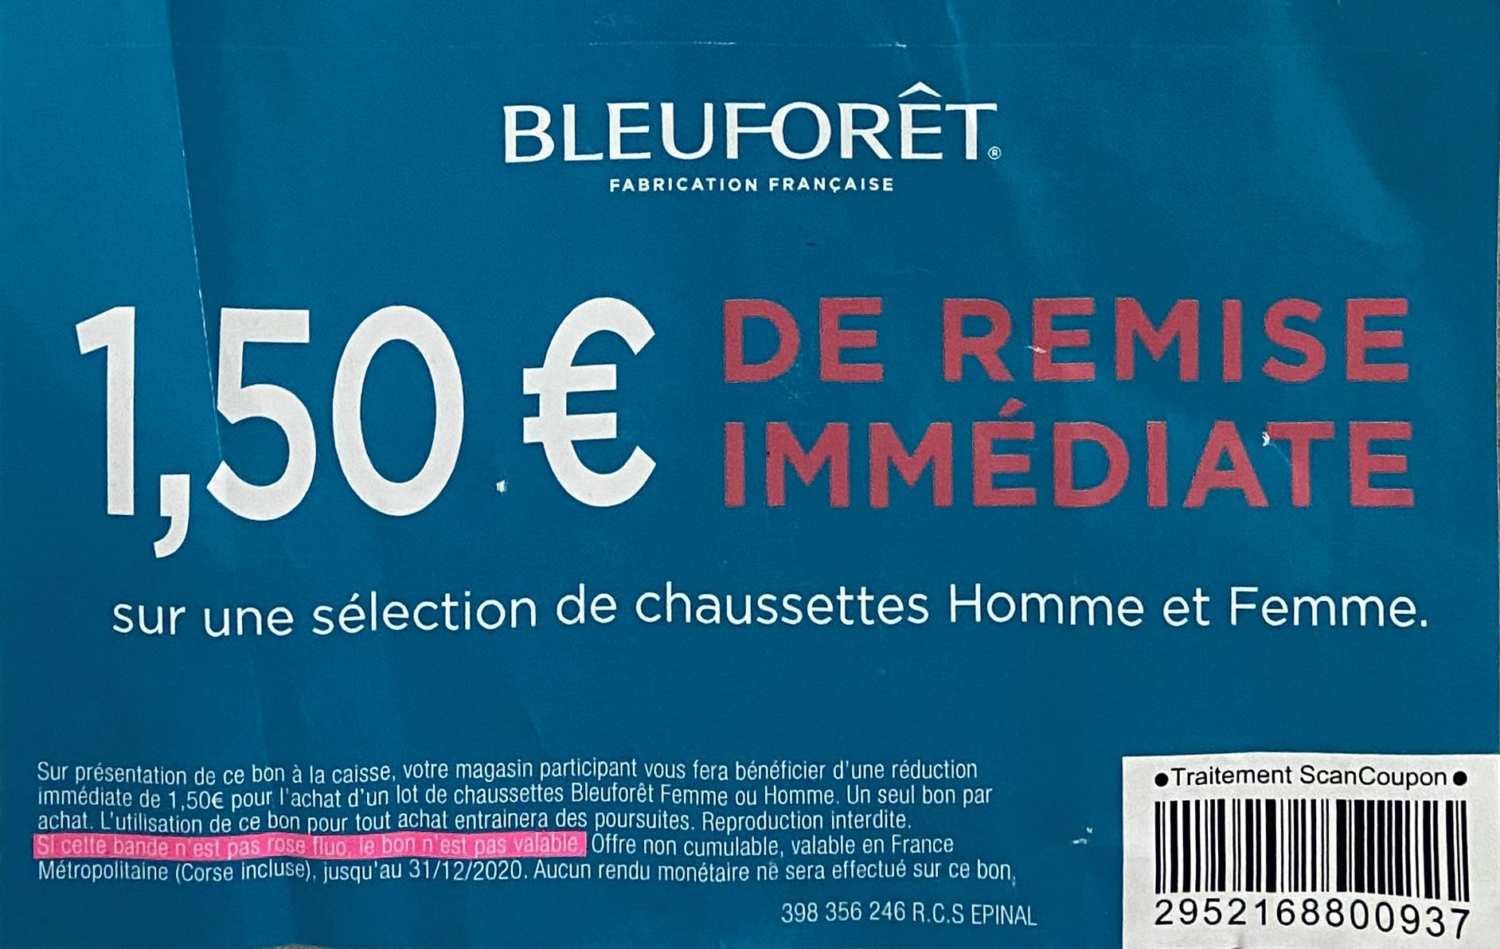 BLEUFORÊT®
FABRICATION FRANÇAISE
1,50 € DE REMISE
IMMÉDIATE
sur une sélection de chaussettes Homme et Femme.
Sur présentation de ce bon à la caisse, votre magasin participant vous fera bénéficier d'une réduction
immédiate de 1,50€ pour l'achat d'un lot de chaussettes Bleuforêt Femme ou Homme. Un seul bon par
achat. L'utilisation de ce bon pour tout achat entrainera des poursuites. Reproduction interdite.
Si cette bande n'est pas rose fluo, le bon n'est pas valable. Offre non cumulable, valable en France
Métropolitaine (Corse incluse), jusqu'au 31/12/2020. Aucun rendu monétaire ne sera effectué sur ce bon.
398 356 246 R.C.S EPINAL
●Traitement ScanCoupon●
2952168800937